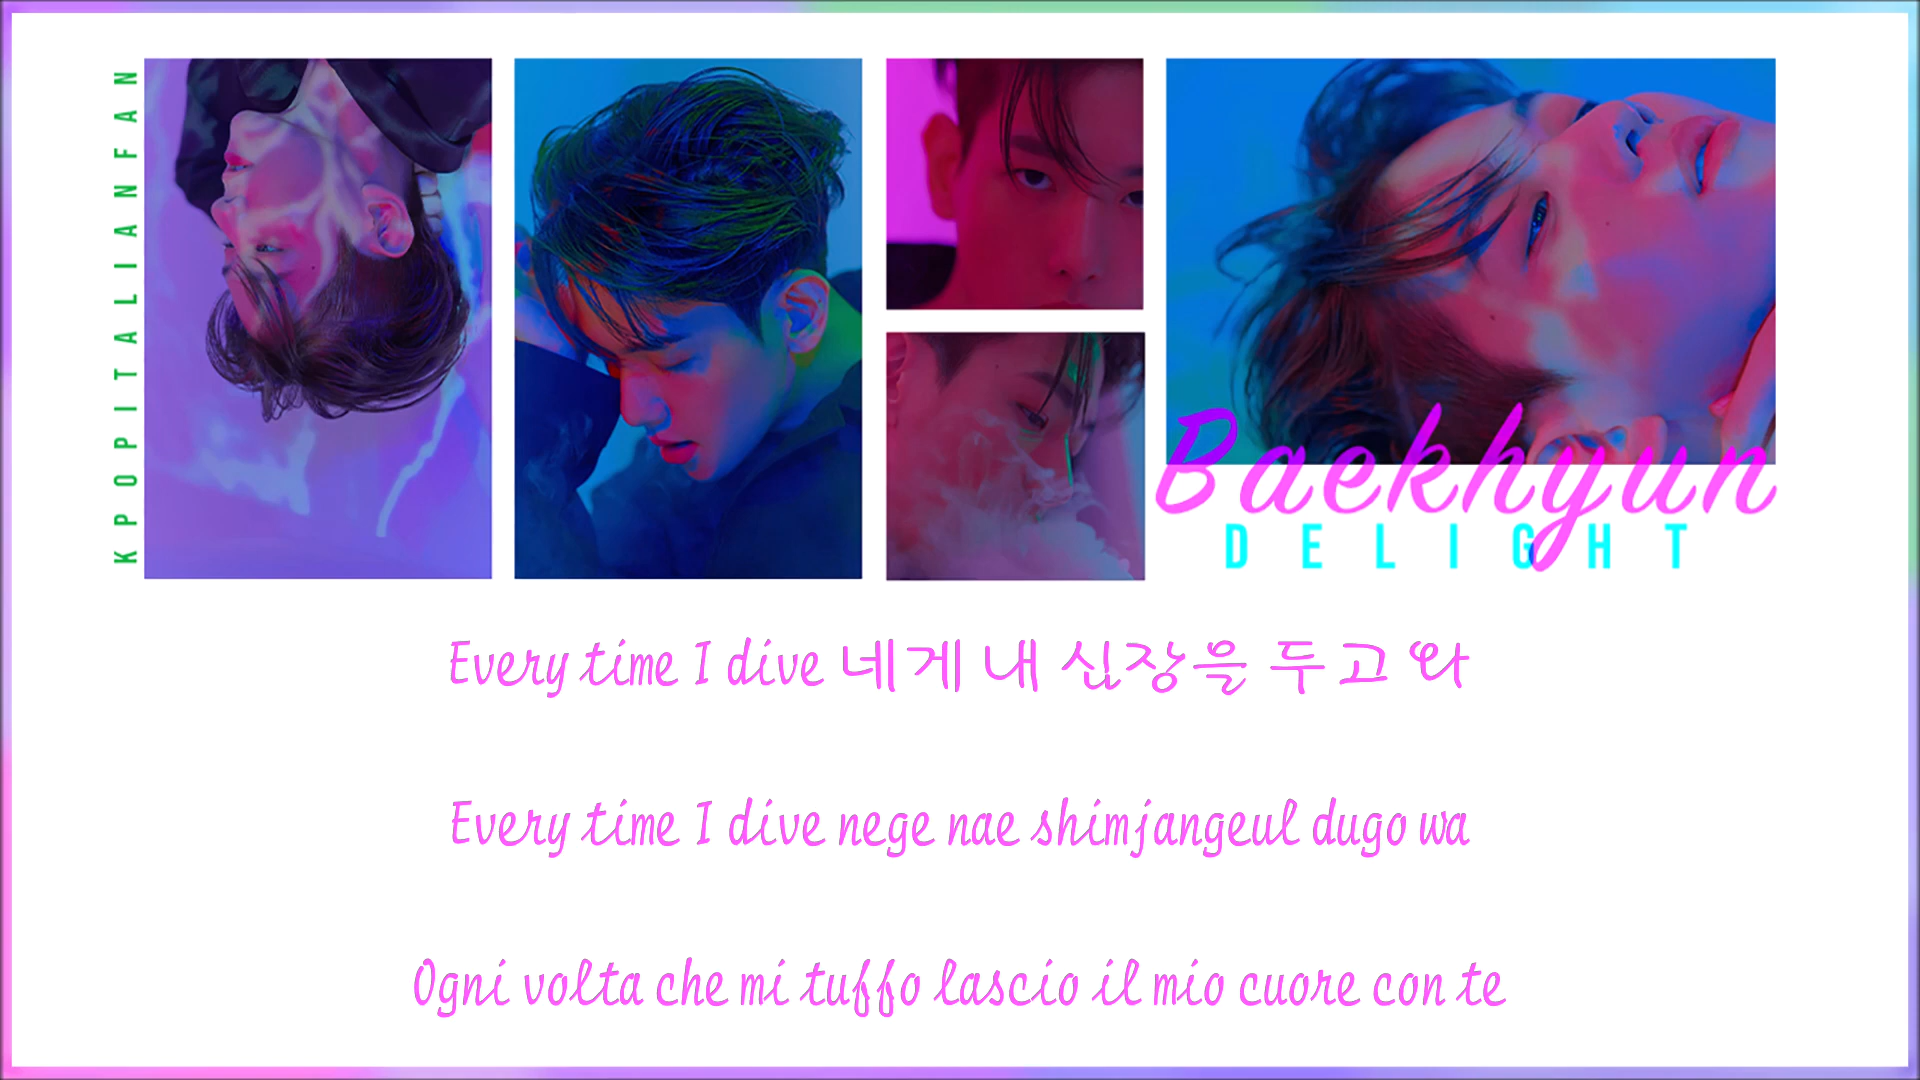 KPOPITALIANFAN
Baekhyun
DELIGHT
Every time I dive 네게 내 심장을 두고 와
Every time I dive nege nae shimjangeul dugo wa
Ogni volta che mi tuffo lascio il mio cuore con te